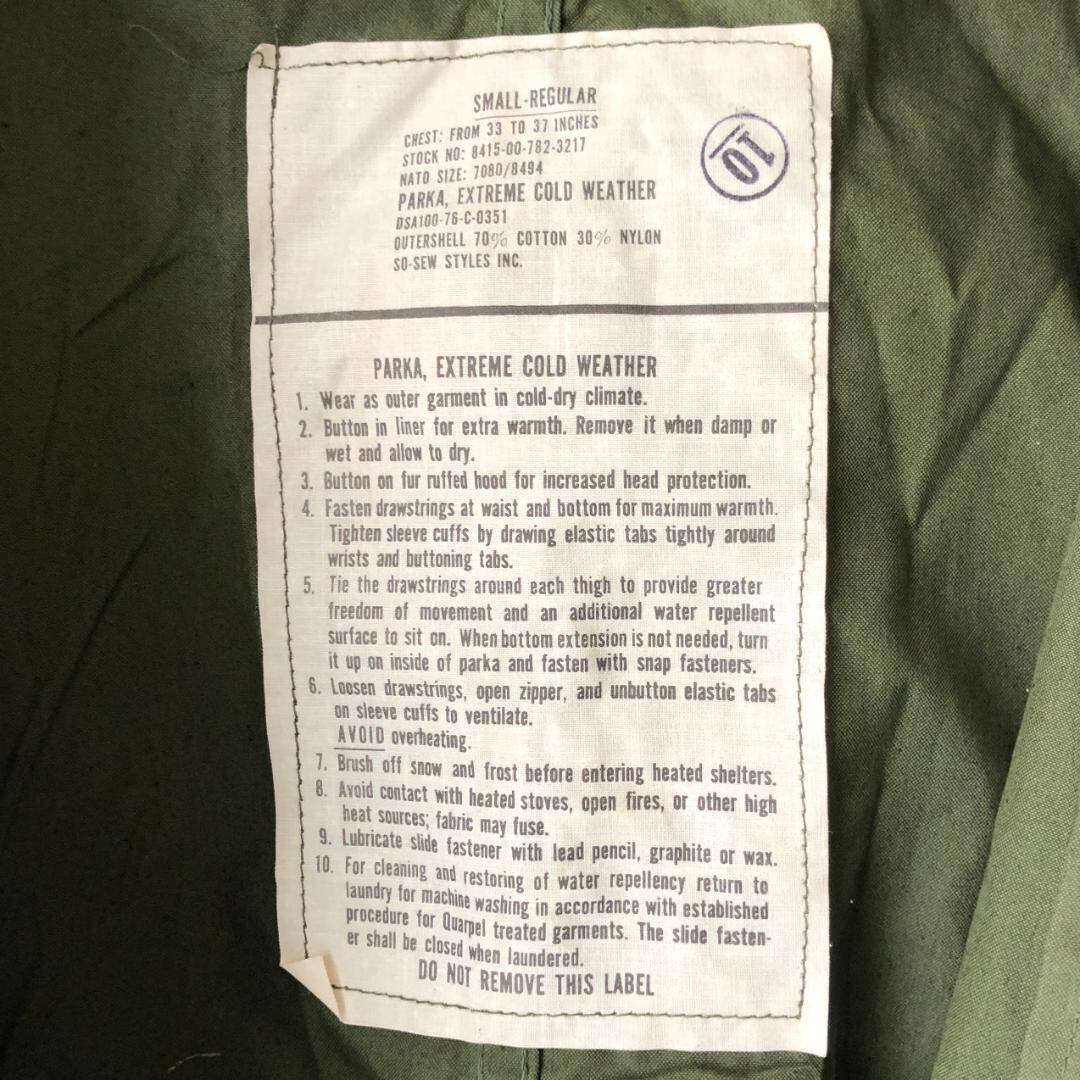 SMALL-REGULAR
CHEST: FROM 33 TO 37 INCHES
STOCK NO: 8415-00-782-3217
NATO SIZE: 7080/8494
PARKA, EXTREME COLD WEATHER
DSA100-76-C-0351
OUTERSHELL 70% COTTON 30% NYLON
SO-SEW STYLES INC.
10
PARKA, EXTREME COLD WEATHER
1. Wear as outer garment in cold-dry climate.
2. Button in liner for extra warmth. Remove it when damp or
wet and allow to dry.
3. Button on fur ruffed hood for increased head protection.
4. Fasten drawstrings at waist and bottom for maximum warmth.
Tighten sleeve cuffs by drawing elastic tabs tightly around
wrists and buttoning tabs.
5. Tie the drawstrings around each thigh to provide greater
freedom of movement and an additional water repellent
surface to sit on. When bottom extension is not needed, turn
it up on inside of parka and fasten with snap fasteners.
6. Loosen drawstrings, open zipper, and unbutton elastic tabs
on sleeve cuffs to ventilate.
AVOID overheating.
7. Brush off snow and frost before entering heated shelters.
8. Avoid contact with heated stoves, open fires, or other high
heat sources; fabric may fuse.
9. Lubricate slide fastener with lead pencil, graphite or wax.
10. For cleaning and restoring of water repellency return to
laundry for machine washing in accordance with established
procedure for Quarpel treated garments. The slide fasten-
er shall be closed when laundered.
DO NOT REMOVE THIS LABEL